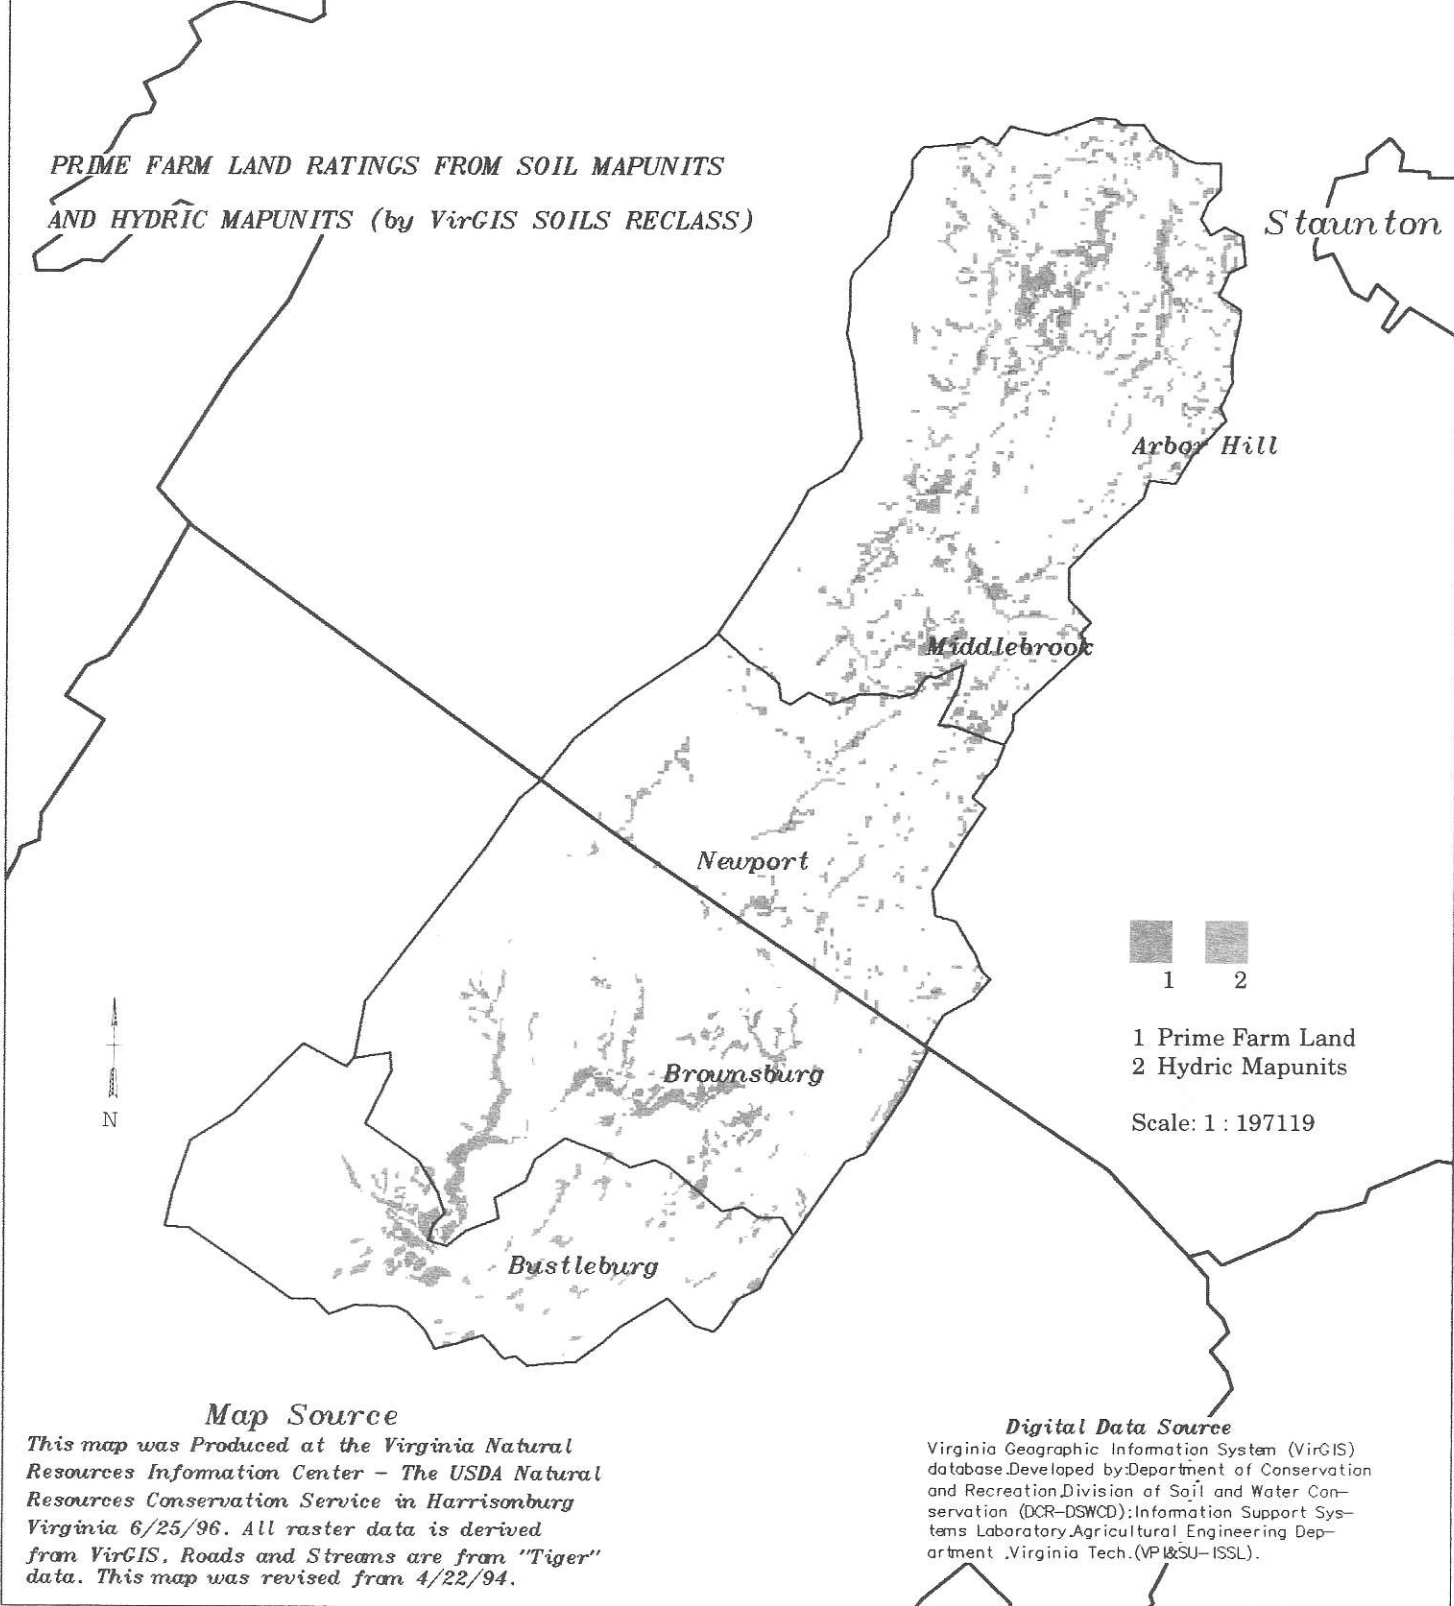 PRIME FARM LAND RATINGS FROM SOIL MAPUNITS
AND HYDRIC MAPUNITS (by VirGIS SOILS RECLASS)
Staunton
Arbor Hill
Middlebrook
Newport
1 2
1 Prime Farm Land
2 Hydric Mapunits
Scale: 1 : 197119
N
Brownsburg
Bustleburg
Map Source
This map was Produced at the Virginia Natural
Resources Information Center – The USDA Natural
Resources Conservation Service in Harrisonburg
Virginia 6/25/96. All raster data is derived
from VirGIS, Roads and Streams are from "Tiger"
data. This map was revised from 4/22/94.
Digital Data Source
Virginia Geographic Information System (VirGIS)
database.Developed by:Department of Conservation
and Recreation,Division of Soil and Water Con–
servation (DCR–DSWCD);Information Support Sys–
tems Laboratory,Agricultural Engineering Dep–
artment ,Virginia Tech.(VPI&SU–ISSL).